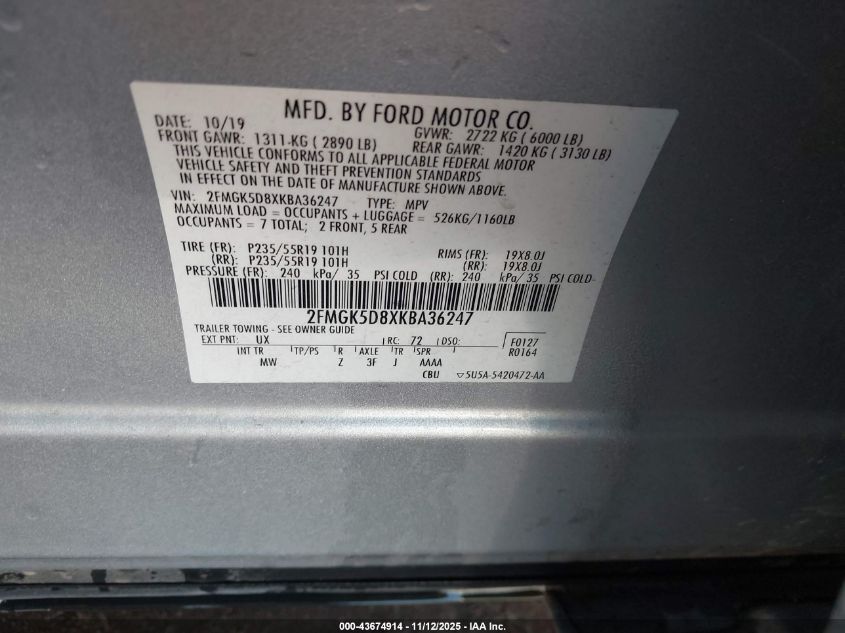 MFD. BY FORD MOTOR CO.
DATE: 10/19 GVWR: 2722 KG ( 6000 LB)
FRONT GAWR: 1311-KG ( 2890 LB) REAR GAWR: 1420 KG ( 3130 LB)
THIS VEHICLE CONFORMS TO ALL APPLICABLE FEDERAL MOTOR
VEHICLE SAFETY AND THEFT PREVENTION STANDARDS
IN EFFECT ON THE DATE OF MANUFACTURE SHOWN ABOVE.
VIN: 2FMGK5D8XKBA36247 TYPE: MPV
MAXIMUM LOAD = OCCUPANTS + LUGGAGE = 526KG/1160LB
OCCUPANTS = 7 TOTAL; 2 FRONT, 5 REAR
TIRE (FR): P235/55R19 101H RIMS (FR): 19X8.0J
(RR): P235/55R19 101H (RR): 19X8.0J
PRESSURE (FR): 240 kPa/ 35 PSI COLD (RR): 240 kPa/ 35 PSI COLD
2FMGK5D8XKBA36247
TRAILER TOWING - SEE OWNER GUIDE
EXT PNT: UX RC: 72 DSO: F0127
INT TR TP/PS R AXLE TR SPR R0164
MW Z 3F J AAAA
CBU ▽5U5A-5420472-AA
000-43674914 - 11/12/2025 - IAA Inc.